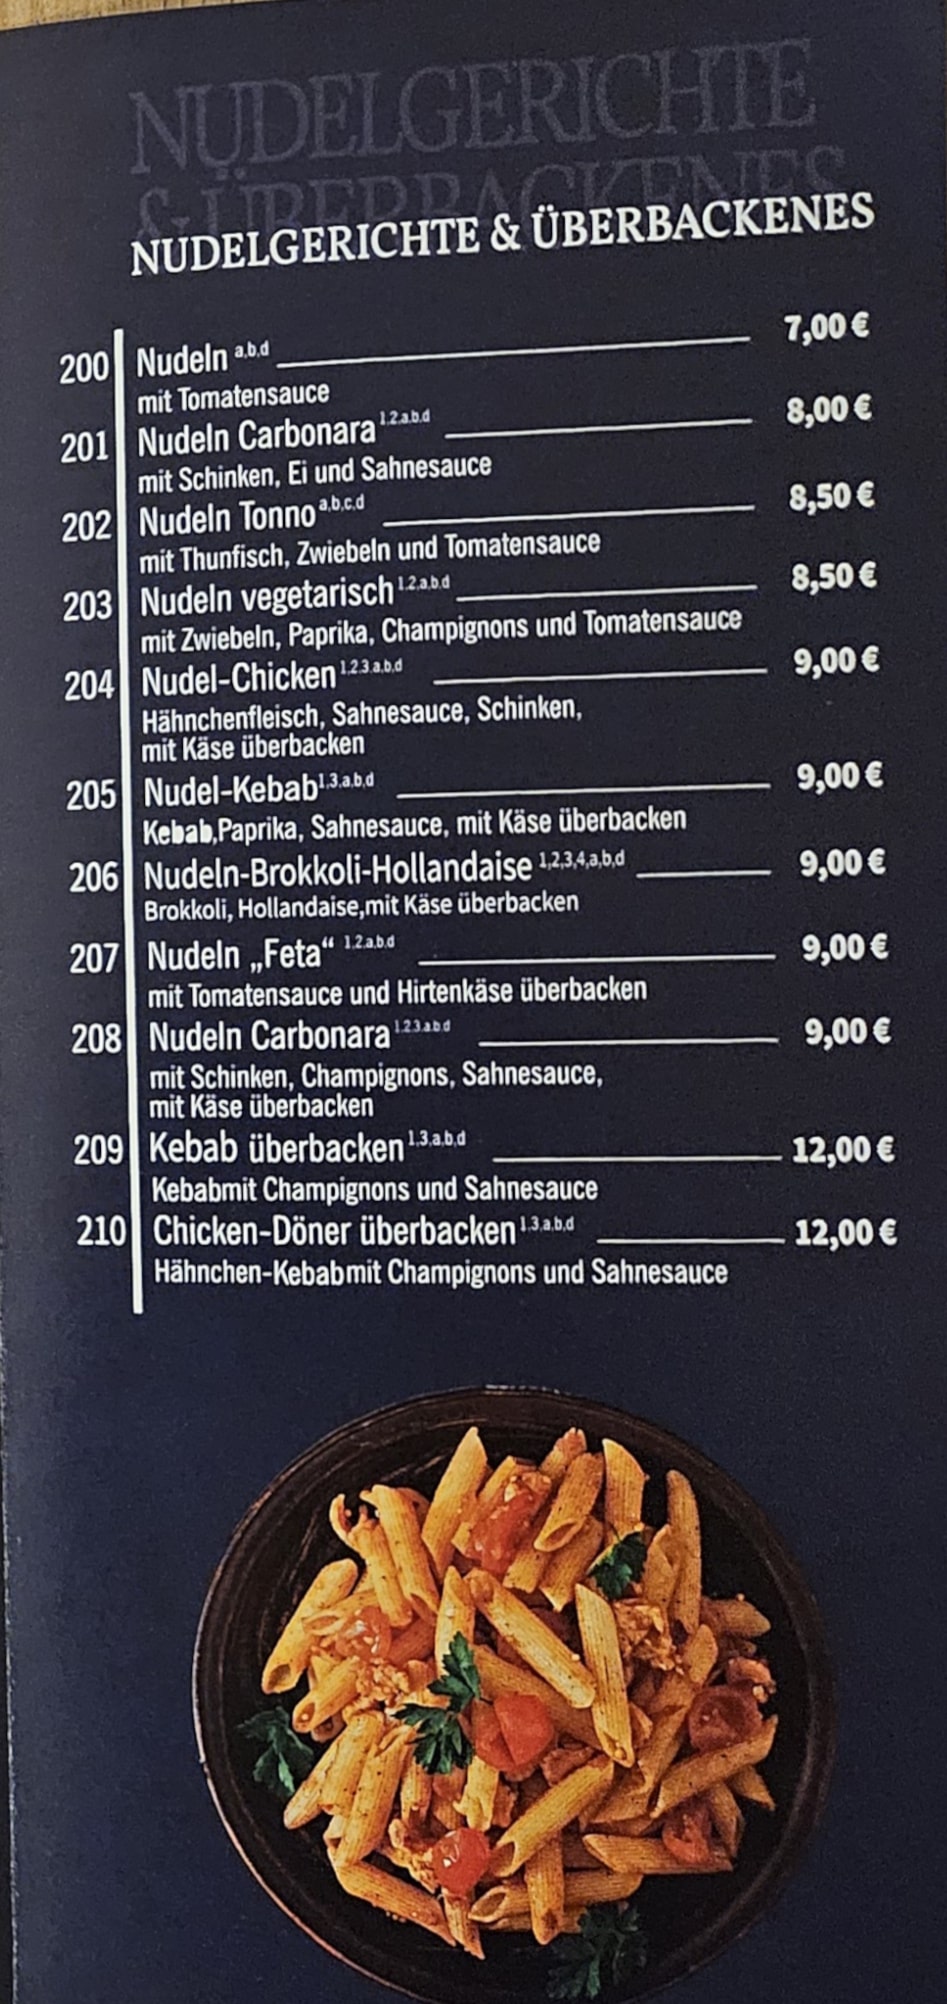 NUDELGERICHTE
& ÜBERBACKENES
NUDELGERICHTE & ÜBERBACKENES
200 Nudeln a,b,d 7,00 €
mit Tomatensauce
201 Nudeln Carbonara 1,2,a,b,d 8,00 €
mit Schinken, Ei und Sahnesauce
202 Nudeln Tonno a,b,c,d 8,50 €
mit Thunfisch, Zwiebeln und Tomatensauce
203 Nudeln vegetarisch 1,2,a,b,d 8,50 €
mit Zwiebeln, Paprika, Champignons und Tomatensauce
204 Nudel-Chicken 1,2,3,a,b,d 9,00 €
Hähnchenfleisch, Sahnesauce, Schinken,
mit Käse überbacken
205 Nudel-Kebab 1,3,a,b,d 9,00 €
Kebab,Paprika, Sahnesauce, mit Käse überbacken
206 Nudeln-Brokkoli-Hollandaise 1,2,3,4,a,b,d 9,00 €
Brokkoli, Hollandaise,mit Käse überbacken
207 Nudeln „Feta“ 1,2,a,b,d 9,00 €
mit Tomatensauce und Hirtenkäse überbacken
208 Nudeln Carbonara 1,2,3,a,b,d 9,00 €
mit Schinken, Champignons, Sahnesauce,
mit Käse überbacken
209 Kebab überbacken 1,3,a,b,d 12,00 €
Kebabmit Champignons und Sahnesauce
210 Chicken-Döner überbacken 1,3,a,b,d 12,00 €
Hähnchen-Kebabmit Champignons und Sahnesauce